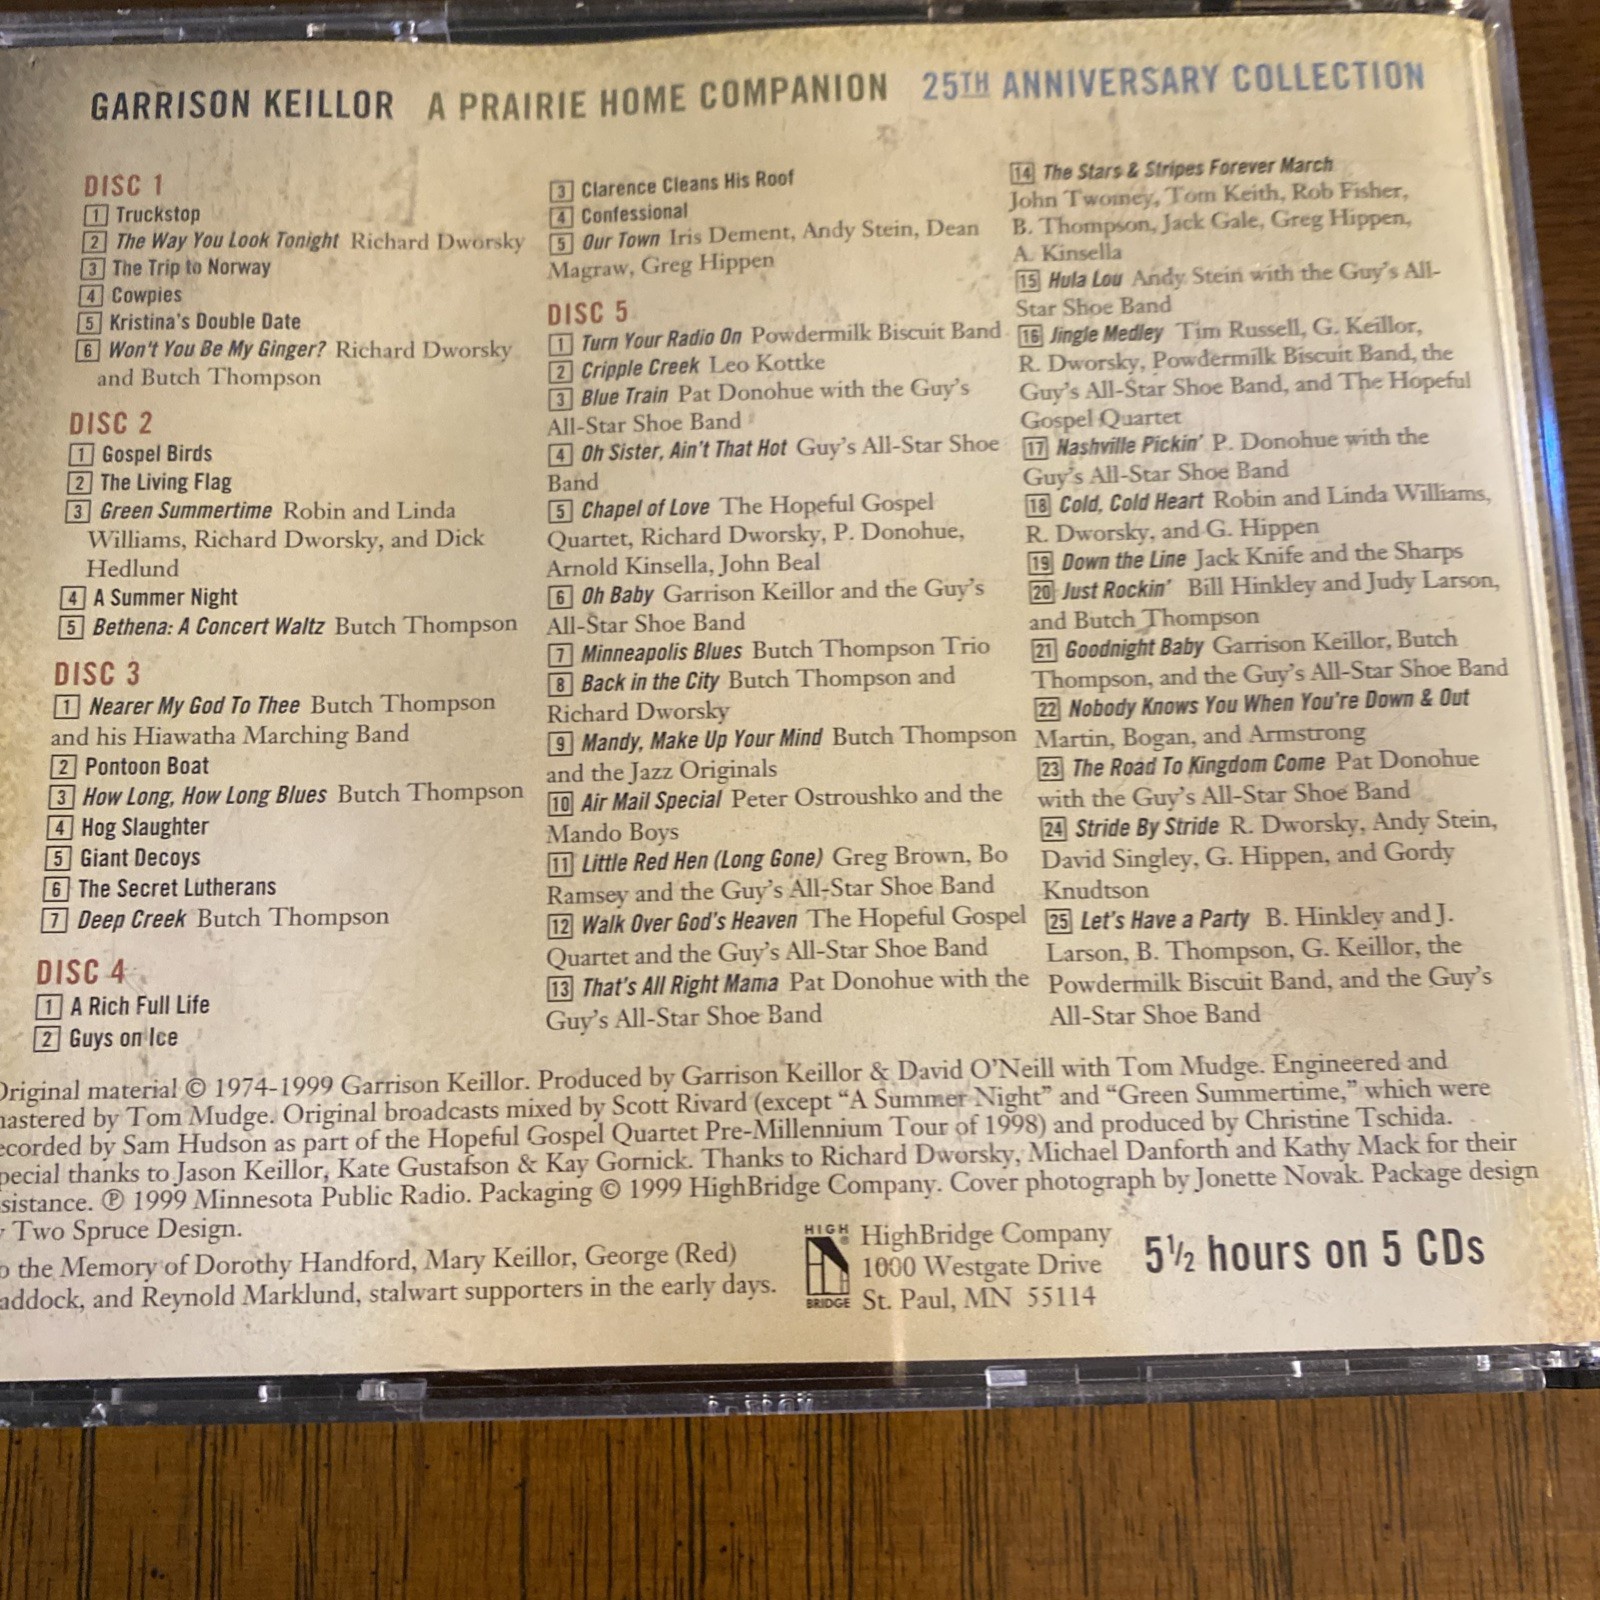 GARRISON KEILLOR A PRAIRIE HOME COMPANION 25TH ANNIVERSARY COLLECTION
DISC 1
1 Truckstop
2 The Way You Look Tonight Richard Dworsky
3 The Trip to Norway
4 Cowpies
5 Kristina's Double Date
6 Won't You Be My Ginger? Richard Dworsky
and Butch Thompson
DISC 2
1 Gospel Birds
2 The Living Flag
3 Green Summertime Robin and Linda
Williams, Richard Dworsky, and Dick
Hedlund
4 A Summer Night
5 Bethena: A Concert Waltz Butch Thompson
DISC 3
1 Nearer My God To Thee Butch Thompson
and his Hiawatha Marching Band
2 Pontoon Boat
3 How Long, How Long Blues Butch Thompson
4 Hog Slaughter
5 Giant Decoys
6 The Secret Lutherans
7 Deep Creek Butch Thompson
DISC 4
1 A Rich Full Life
2 Guys on Ice
3 Clarence Cleans His Roof
4 Confessional
5 Our Town Iris Dement, Andy Stein, Dean
Magraw, Greg Hippen
DISC 5
1 Turn Your Radio On Powdermilk Biscuit Band
2 Cripple Creek Leo Kottke
3 Blue Train Pat Donohue with the Guy's
All-Star Shoe Band
4 Oh Sister, Ain't That Hot Guy's All-Star Shoe
Band
5 Chapel of Love The Hopeful Gospel
Quartet, Richard Dworsky, P. Donohue,
Arnold Kinsella, John Beal
6 Oh Baby Garrison Keillor and the Guy's
All-Star Shoe Band
7 Minneapolis Blues Butch Thompson Trio
8 Back in the City Butch Thompson and
Richard Dworsky
9 Mandy, Make Up Your Mind Butch Thompson
and the Jazz Originals
10 Air Mail Special Peter Ostroushko and the
Mando Boys
11 Little Red Hen (Long Gone) Greg Brown, Bo
Ramsey and the Guy's All-Star Shoe Band
12 Walk Over God's Heaven The Hopeful Gospel
Quartet and the Guy's All-Star Shoe Band
13 That's All Right Mama Pat Donohue with the
Guy's All-Star Shoe Band
14 The Stars & Stripes Forever March
John Twomey, Tom Keith, Rob Fisher,
B. Thompson, Jack Gale, Greg Hippen,
A. Kinsella
15 Hula Lou Andy Stein with the Guy's All-
Star Shoe Band
16 Jingle Medley Tim Russell, G. Keillor,
R. Dworsky, Powdermilk Biscuit Band, the
Guy's All-Star Shoe Band, and The Hopeful
Gospel Quartet
17 Nashville Pickin' P. Donohue with the
Guy's All-Star Shoe Band
18 Cold, Cold Heart Robin and Linda Williams,
R. Dworsky, and G. Hippen
19 Down the Line Jack Knife and the Sharps
20 Just Rockin' Bill Hinkley and Judy Larson,
and Butch Thompson
21 Goodnight Baby Garrison Keillor, Butch
Thompson, and the Guy's All-Star Shoe Band
22 Nobody Knows You When You're Down & Out
Martin, Bogan, and Armstrong
23 The Road To Kingdom Come Pat Donohue
with the Guy's All-Star Shoe Band
24 Stride By Stride R. Dworsky, Andy Stein,
David Singley, G. Hippen, and Gordy
Knudtson
25 Let's Have a Party B. Hinkley and J.
Larson, B. Thompson, G. Keillor, the
Powdermilk Biscuit Band, and the Guy's
All-Star Shoe Band
Original material © 1974-1999 Garrison Keillor. Produced by Garrison Keillor & David O'Neill with Tom Mudge. Engineered and
mastered by Tom Mudge. Original broadcasts mixed by Scott Rivard (except "A Summer Night" and "Green Summertime," which were
ecorded by Sam Hudson as part of the Hopeful Gospel Quartet Pre-Millennium Tour of 1998) and produced by Christine Tschida.
pecial thanks to Jason Keillor, Kate Gustafson & Kay Gornick. Thanks to Richard Dworsky, Michael Danforth and Kathy Mack for their
sistance. ℗ 1999 Minnesota Public Radio. Packaging © 1999 HighBridge Company. Cover photograph by Jonette Novak. Package design
Two Spruce Design.
o the Memory of Dorothy Handford, Mary Keillor, George (Red)
addock, and Reynold Marklund, stalwart supporters in the early days.
HIGH
BRIDGE ®
HighBridge Company
1000 Westgate Drive
St. Paul, MN 55114
5½ hours on 5 CDs